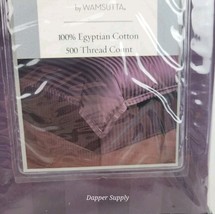 by WAMSUTTA®
100% Egyptian Cotton
500 Thread Count
Dapper Supply